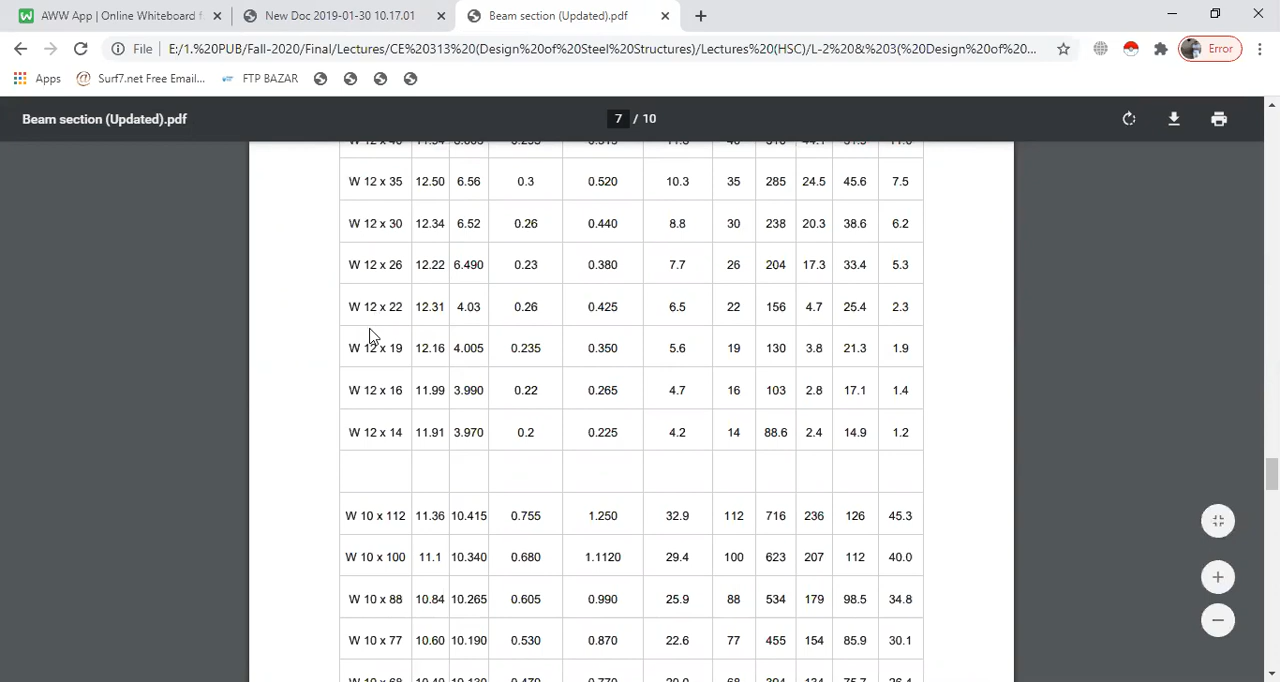 AWW App | Online Whiteboard f
New Doc 2019-01-30 10.17.01
Beam section (Updated).pdf
File
E:/1.%20PUB/Fall-2020/Final/Lectures/CE%20313%20(Design%20of%20Steel%20Structures)/Lectures%20(HSC)/L-2%20&%203(%20Design%20of%20...
Error
Apps
Surf7.net Free Email...
FTP BAZAR
Beam section (Updated).pdf
7 / 10
W 12 x 35 12.50 6.56 0.3 0.520 10.3 35 285 24.5 45.6 7.5
W 12 x 30 12.34 6.52 0.26 0.440 8.8 30 238 20.3 38.6 6.2
W 12 x 26 12.22 6.490 0.23 0.380 7.7 26 204 17.3 33.4 5.3
W 12 x 22 12.31 4.03 0.26 0.425 6.5 22 156 4.7 25.4 2.3
W 12 x 19 12.16 4.005 0.235 0.350 5.6 19 130 3.8 21.3 1.9
W 12 x 16 11.99 3.990 0.22 0.265 4.7 16 103 2.8 17.1 1.4
W 12 x 14 11.91 3.970 0.2 0.225 4.2 14 88.6 2.4 14.9 1.2
W 10 x 112 11.36 10.415 0.755 1.250 32.9 112 716 236 126 45.3
W 10 x 100 11.1 10.340 0.680 1.1120 29.4 100 623 207 112 40.0
W 10 x 88 10.84 10.265 0.605 0.990 25.9 88 534 179 98.5 34.8
W 10 x 77 10.60 10.190 0.530 0.870 22.6 77 455 154 85.9 30.1